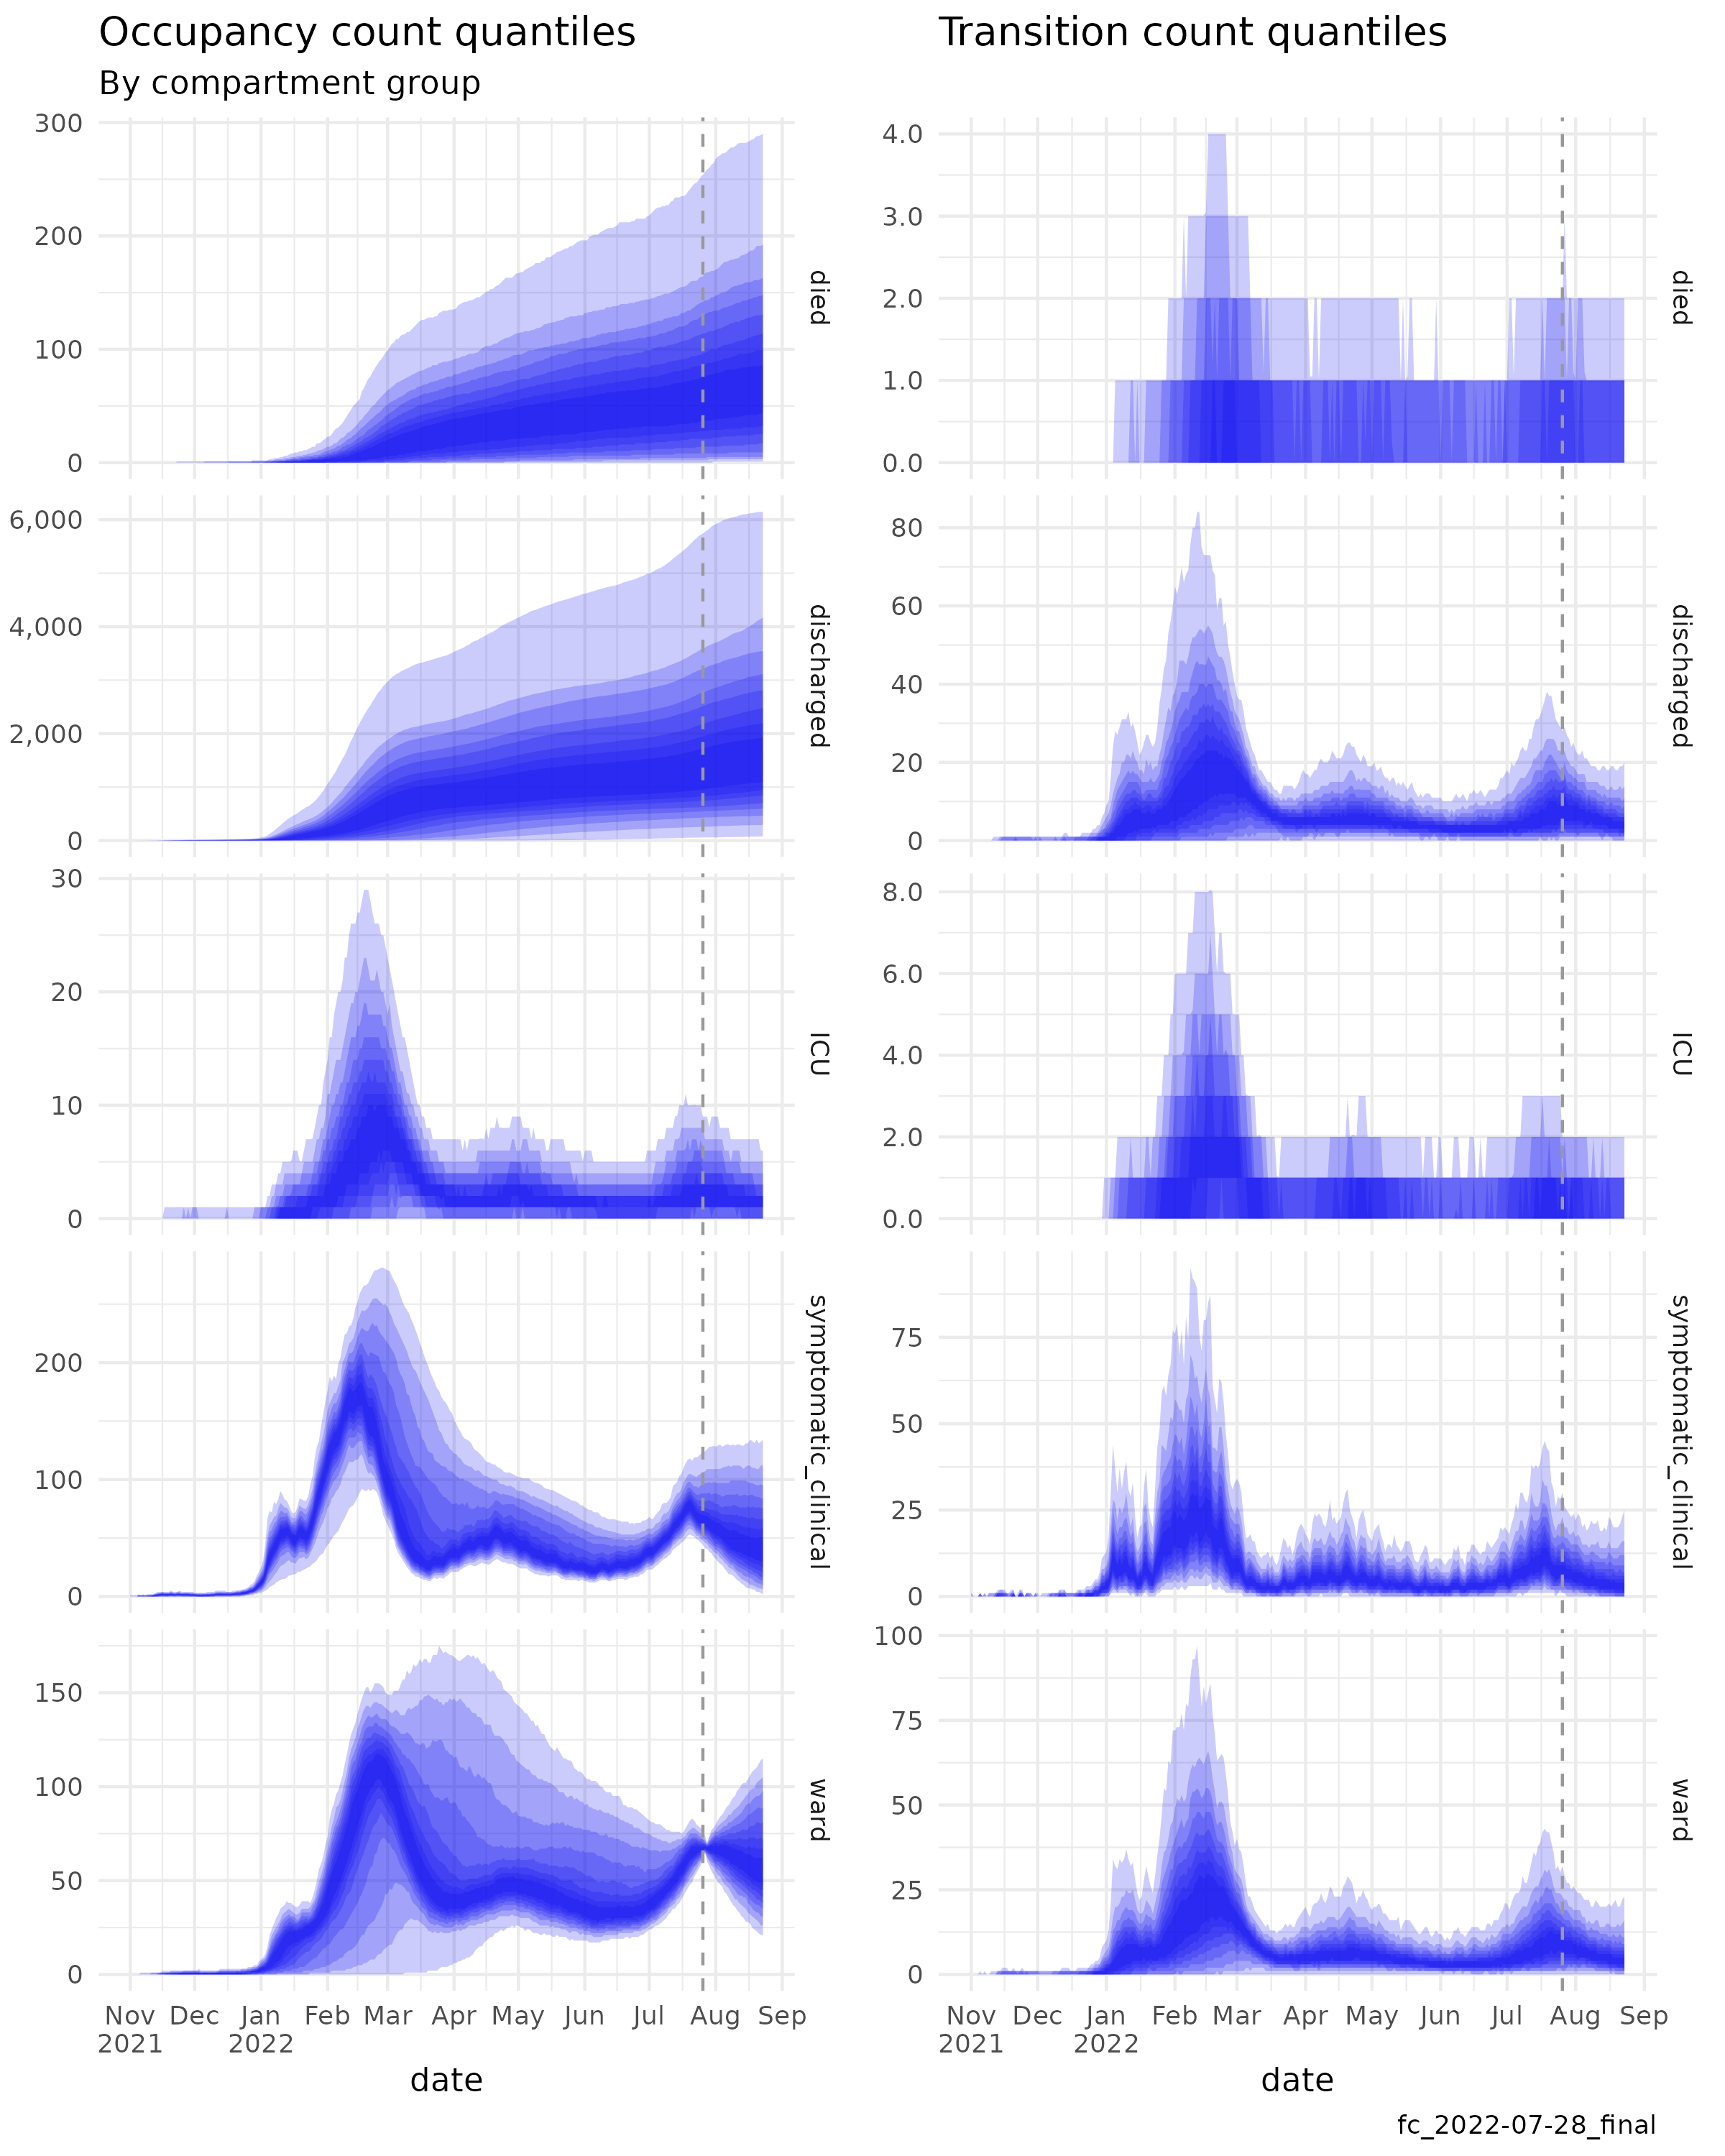 Occupancy count quantiles
By compartment group
300
200
100
0
died
6,000
4,000
2,000
0
discharged
30
20
10
0
ICU
200
100
0
symptomatic_clinical
150
100
50
0
ward
Nov Dec Jan Feb Mar Apr May Jun Jul Aug Sep
2021 2022
date
Transition count quantiles
4.0
3.0
2.0
1.0
0.0
died
80
60
40
20
0
discharged
8.0
6.0
4.0
2.0
0.0
ICU
75
50
25
0
symptomatic_clinical
100
75
50
25
0
ward
Nov Dec Jan Feb Mar Apr May Jun Jul Aug Sep
2021 2022
date
fc_2022-07-28_final